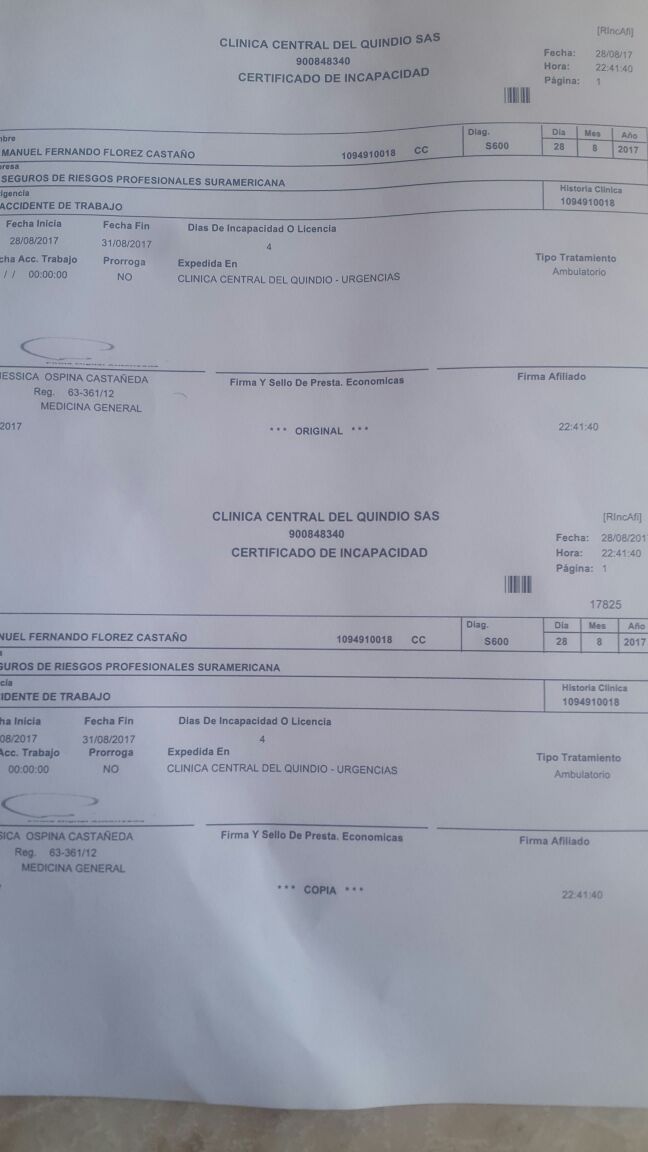 [RIncAfi]
CLINICA CENTRAL DEL QUINDIO SAS
900848340
CERTIFICADO DE INCAPACIDAD
Fecha: 28/08/17
Hora: 22:41:40
Página: 1
mbre Diag. Dia Mes Año
MANUEL FERNANDO FLOREZ CASTAÑO 1094910018 CC S600 28 8 2017
presa
SEGUROS DE RIESGOS PROFESIONALES SURAMERICANA
tigencia Historia Clinica
ACCIDENTE DE TRABAJO 1094910018
Fecha Inicia Fecha Fin Dias De Incapacidad O Licencia
28/08/2017 31/08/2017 4
cha Acc. Trabajo Prorroga Expedida En Tipo Tratamiento
/ / 00:00:00 NO CLINICA CENTRAL DEL QUINDIO - URGENCIAS Ambulatorio
JESSICA OSPINA CASTAÑEDA Firma Y Sello De Presta. Economicas Firma Afiliado
Reg. 63-361/12
MEDICINA GENERAL
2017 *** ORIGINAL *** 22:41:40
CLINICA CENTRAL DEL QUINDIO SAS [RIncAfi]
900848340
CERTIFICADO DE INCAPACIDAD
Fecha: 28/08/201
Hora: 22:41:40
Página: 1
17825
Diag. Dia Mes Año
NUEL FERNANDO FLOREZ CASTAÑO 1094910018 CC S600 28 8 2017
a
GUROS DE RIESGOS PROFESIONALES SURAMERICANA
cia Historia Clinica
IDENTE DE TRABAJO 1094910018
ha Inicia Fecha Fin Dias De Incapacidad O Licencia
08/2017 31/08/2017 4
Acc. Trabajo Prorroga Expedida En Tipo Tratamiento
00:00:00 NO CLINICA CENTRAL DEL QUINDIO - URGENCIAS Ambulatorio
SICA OSPINA CASTAÑEDA Firma Y Sello De Presta. Economicas Firma Afiliado
Reg. 63-361/12
MEDICINA GENERAL
*** COPIA *** 22:41:40